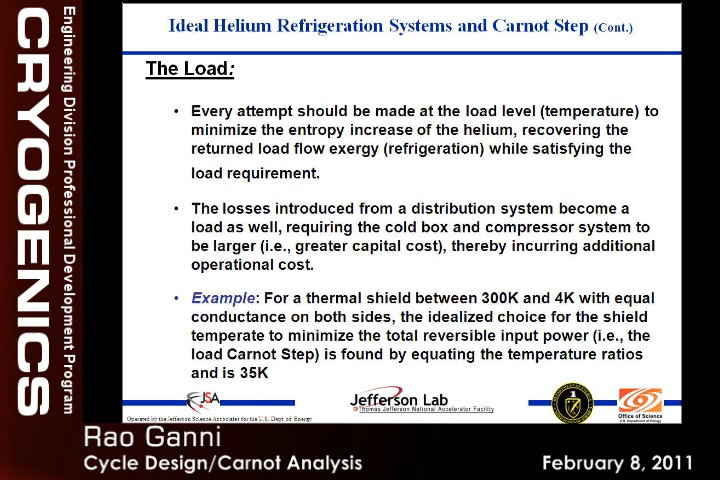 Engineering Division Professional Development Program
CRYOGENICS
Ideal Helium Refrigeration Systems and Carnot Step (Cont.)
The Load:
• Every attempt should be made at the load level (temperature) to
minimize the entropy increase of the helium, recovering the
returned load flow exergy (refrigeration) while satisfying the
load requirement.
• The losses introduced from a distribution system become a
load as well, requiring the cold box and compressor system to
be larger (i.e., greater capital cost), thereby incurring additional
operational cost.
• Example: For a thermal shield between 300K and 4K with equal
conductance on both sides, the idealized choice for the shield
temperate to minimize the total reversible input power (i.e., the
load Carnot Step) is found by equating the temperature ratios
and is 35K
JSA
Jefferson Lab
Thomas Jefferson National Accelerator Facility
Office of Science
U.S. Department of Energy
Operated by the Jefferson Science Associates for the U.S. Dept. of Energy
Rao Ganni
Cycle Design/Carnot Analysis
February 8, 2011